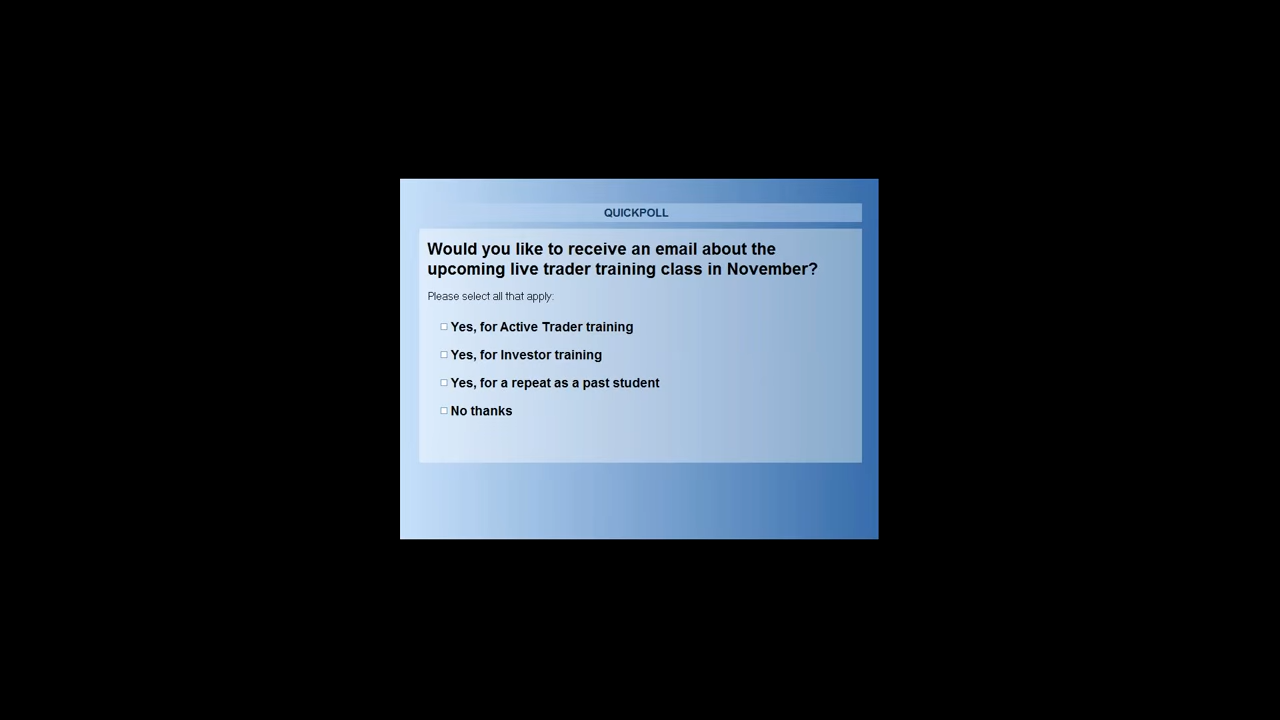 QUICKPOLL
Would you like to receive an email about the
upcoming live trader training class in November?
Please select all that apply:
Yes, for Active Trader training
Yes, for Investor training
Yes, for a repeat as a past student
No thanks